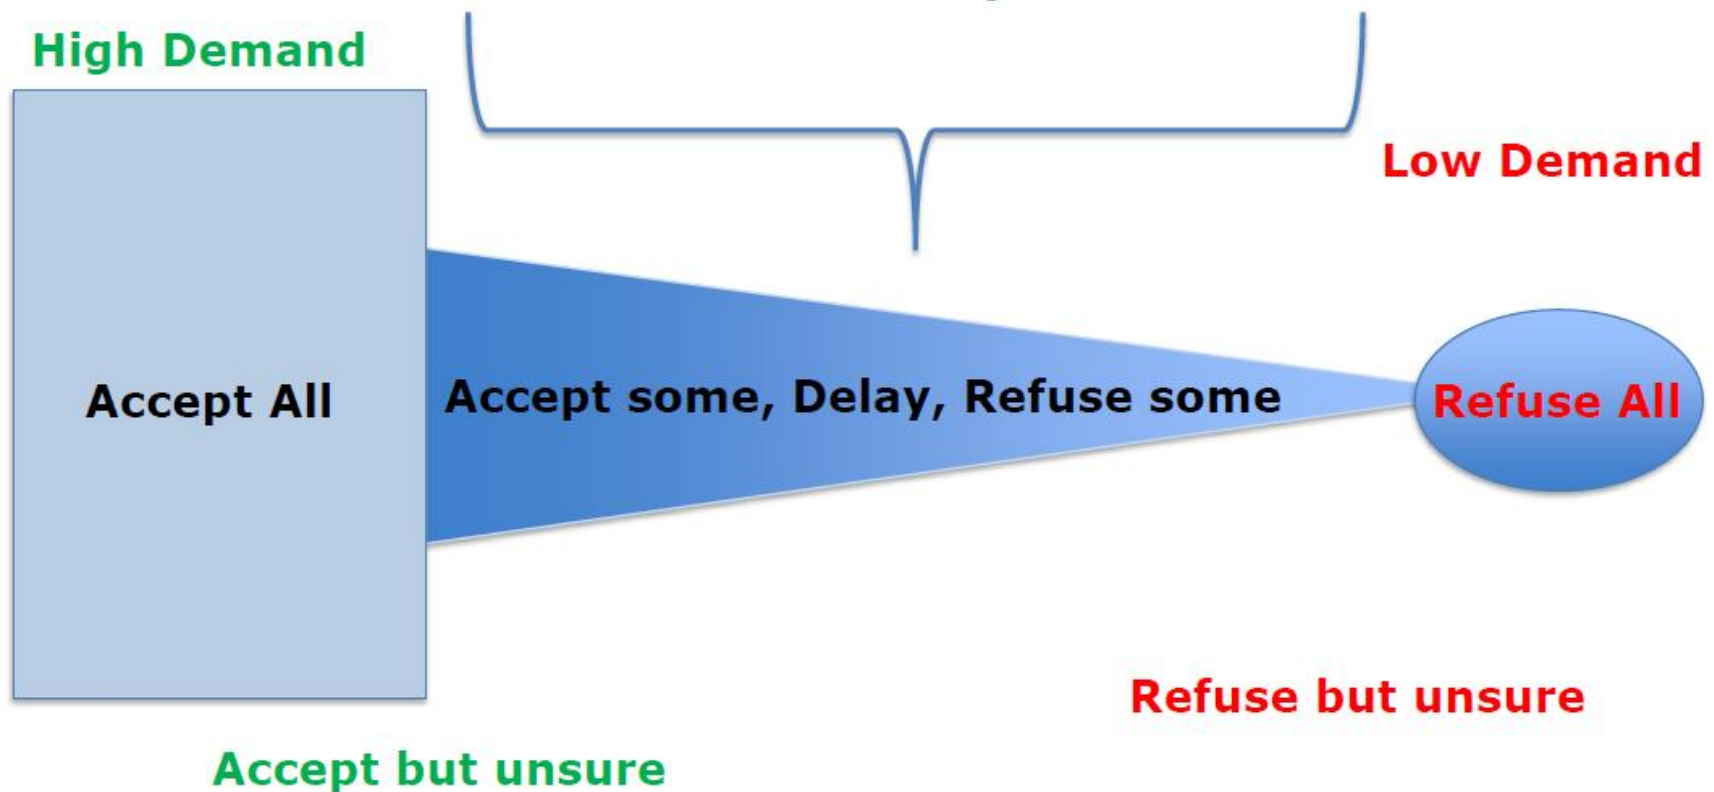 High Demand
Low Demand
Accept All
Accept some, Delay, Refuse some
Refuse All
Refuse but unsure
Accept but unsure